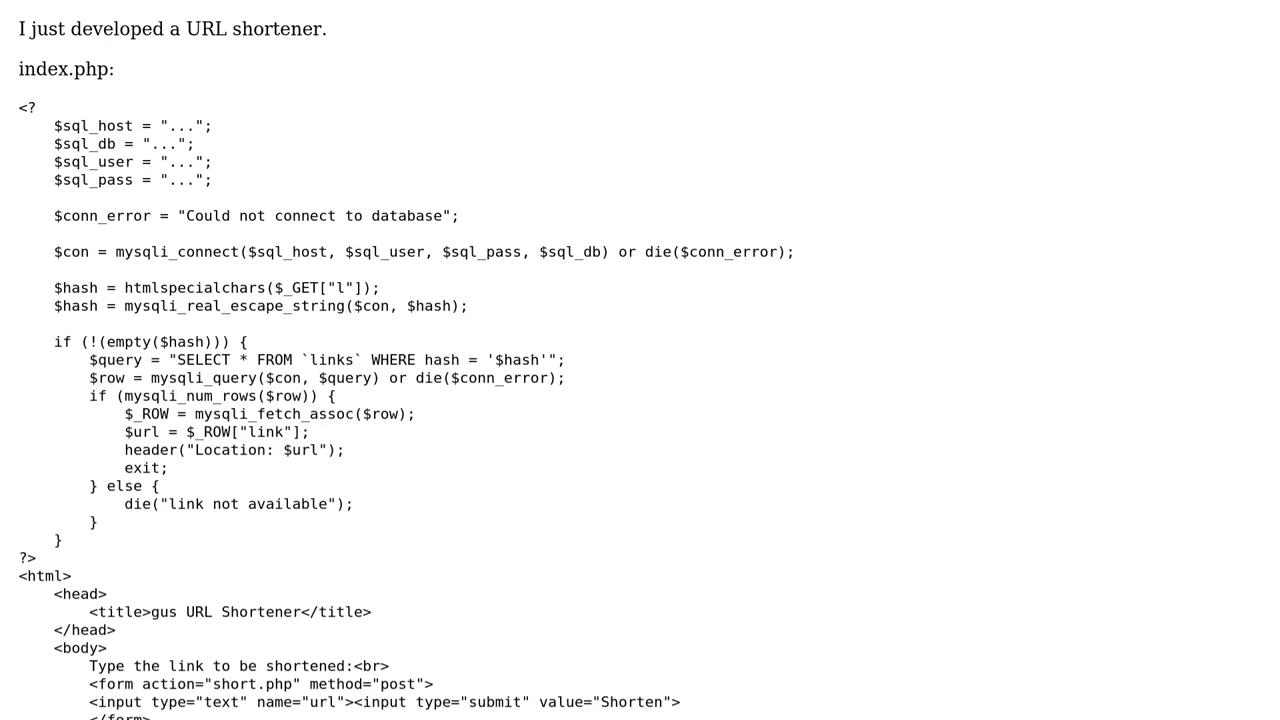 I just developed a URL shortener.
index.php:
<?
    $sql_host = "...";
    $sql_db = "...";
    $sql_user = "...";
    $sql_pass = "...";

    $conn_error = "Could not connect to database";

    $con = mysqli_connect($sql_host, $sql_user, $sql_pass, $sql_db) or die($conn_error);

    $hash = htmlspecialchars($_GET["l"]);
    $hash = mysqli_real_escape_string($con, $hash);

    if (!(empty($hash))) {
        $query = "SELECT * FROM `links` WHERE hash = '$hash'";
        $row = mysqli_query($con, $query) or die($conn_error);
        if (mysqli_num_rows($row)) {
            $_ROW = mysqli_fetch_assoc($row);
            $url = $_ROW["link"];
            header("Location: $url");
            exit;
        } else {
            die("link not available");
        }
    }
?>
<html>
    <head>
        <title>gus URL Shortener</title>
    </head>
    <body>
        Type the link to be shortened:<br>
        <form action="short.php" method="post">
        <input type="text" name="url"><input type="submit" value="Shorten">
        </form>